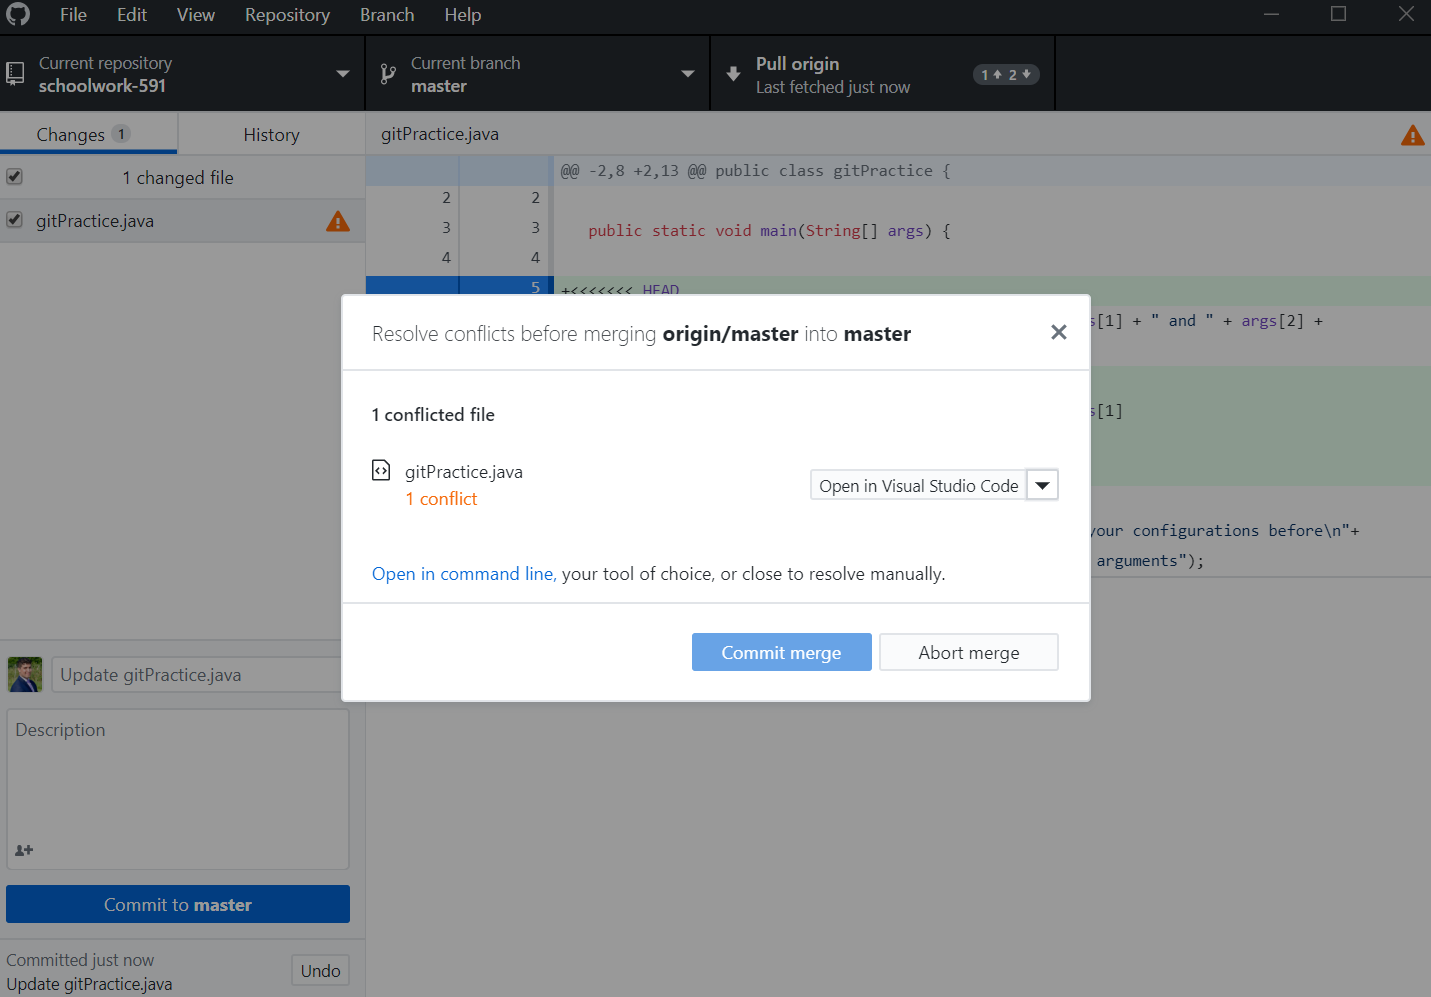 File Edit View Repository Branch Help
Current repository
schoolwork-591
Current branch
master
Pull origin
Last fetched just now
1 2
Changes 1
History
gitPractice.java
1 changed file
gitPractice.java
@@ -2,8 +2,13 @@ public class gitPractice {
2 2
3 3 public static void main(String[] args) {
4 4
5 +<<<<<<< HEAD
s[1] + " and " + args[2] +
s[1]
your configurations before\n"+
arguments");
Resolve conflicts before merging origin/master into master
1 conflicted file
gitPractice.java
1 conflict
Open in Visual Studio Code
Open in command line, your tool of choice, or close to resolve manually.
Commit merge
Abort merge
Update gitPractice.java
Description
Commit to master
Committed just now
Update gitPractice.java
Undo